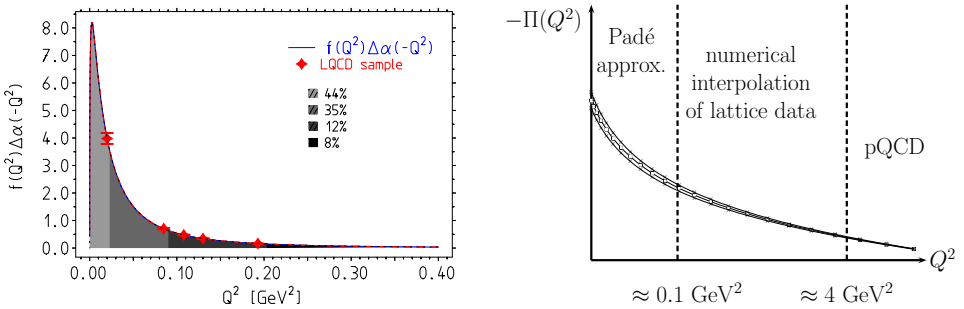 f(Q²)Δα(-Q²)
8.0
7.0
6.0
5.0
4.0
3.0
2.0
1.0
0.0
f(Q²)Δα(-Q²)
LQCD sample
44%
35%
12%
8%
0.00
0.10
0.20
0.30
0.40
Q² [GeV²]
−Π(Q²)
Padé
approx.
numerical
interpolation
of lattice data
pQCD
Q²
≈ 0.1 GeV²
≈ 4 GeV²